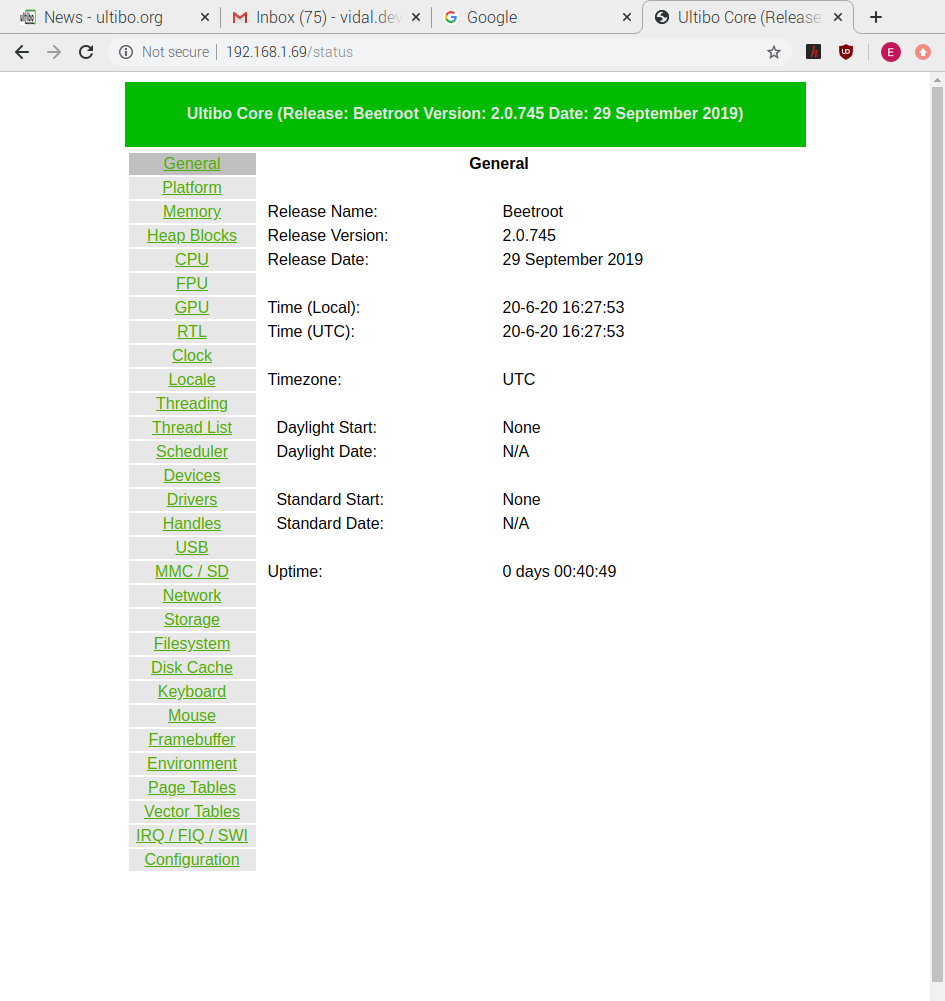 News - ultibo.org
Inbox (75) - vidal.dev
Google
Ultibo Core (Release
Not secure
192.168.1.69/status
E
Ultibo Core (Release: Beetroot Version: 2.0.745 Date: 29 September 2019)
General
General
Platform
Memory
Release Name: Beetroot
Heap Blocks
Release Version: 2.0.745
CPU
Release Date: 29 September 2019
FPU
GPU
Time (Local): 20-6-20 16:27:53
RTL
Time (UTC): 20-6-20 16:27:53
Clock
Locale
Timezone: UTC
Threading
Thread List
Daylight Start: None
Scheduler
Daylight Date: N/A
Devices
Drivers
Standard Start: None
Handles
Standard Date: N/A
USB
MMC / SD
Uptime: 0 days 00:40:49
Network
Storage
Filesystem
Disk Cache
Keyboard
Mouse
Framebuffer
Environment
Page Tables
Vector Tables
IRQ / FIQ / SWI
Configuration